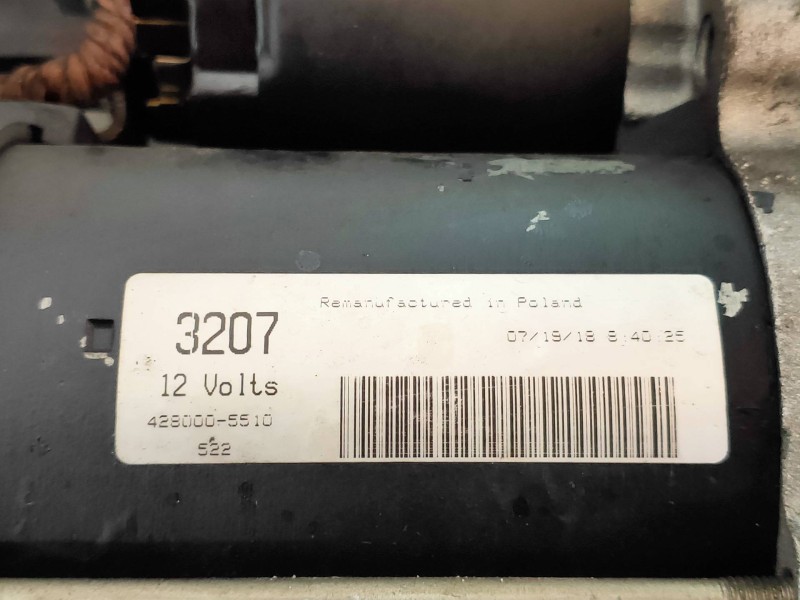 Remanufactured in Poland
3207
07/19/18 8:40:25
12 Volts
428000-5510
522